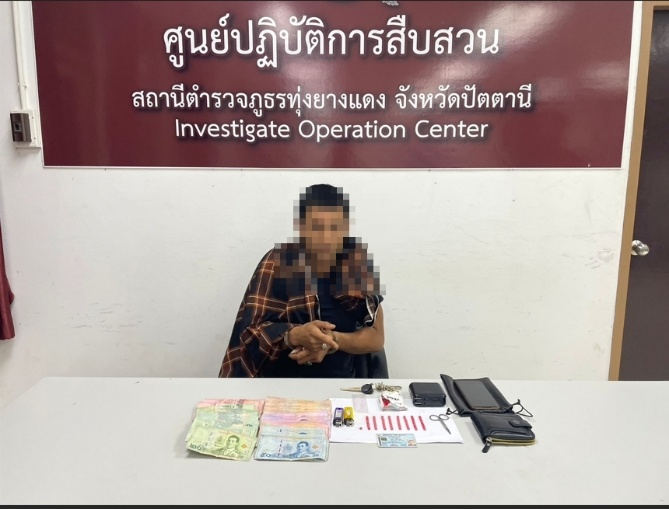 ศูนย์ปฏิบัติการสืบสวน
สถานีตำรวจภูธรทุ่งยางแดง จังหวัดปัตตานี
Investigate Operation Center